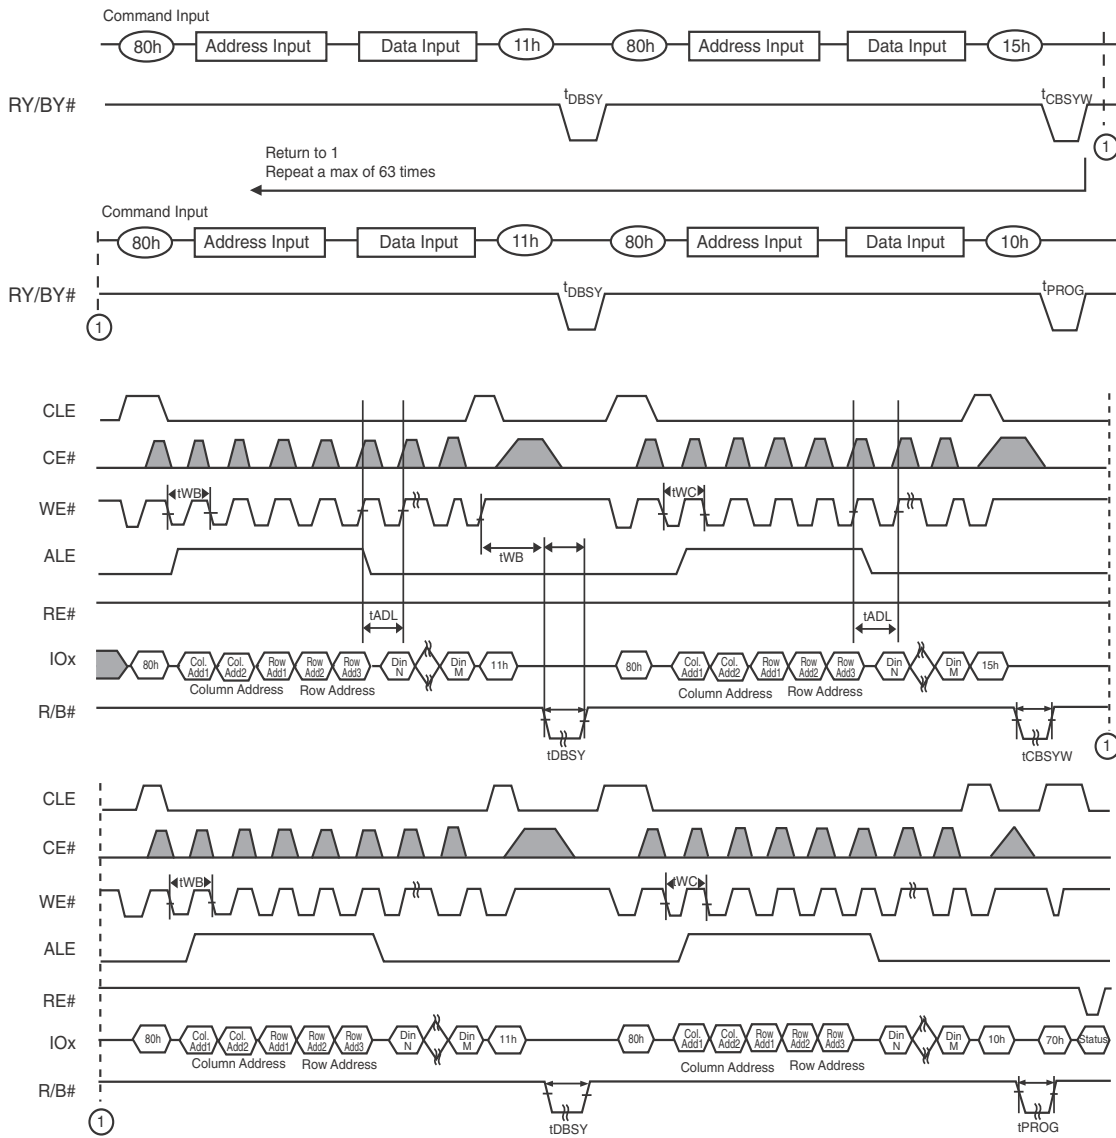 Command Input
80h Address Input Data Input 11h 80h Address Input Data Input 15h
RY/BY# tDBSY tCBSYW
1
Return to 1
Repeat a max of 63 times
Command Input
80h Address Input Data Input 11h 80h Address Input Data Input 10h
RY/BY# tDBSY tPROG
1
CLE
CE#
WE# tWB tWC
ALE tWB
RE# tADL tADL
IOx 80h Col. Add1 Col. Add2 Row Add1 Row Add2 Row Add3 Din N Din M 11h 80h Col. Add1 Col. Add2 Row Add1 Row Add2 Row Add3 Din N Din M 15h
Column Address Row Address Column Address Row Address
R/B#
tDBSY tCBSYW 1
CLE
CE#
WE# tWB tWC
ALE
RE#
IOx 80h Col. Add1 Col. Add2 Row Add1 Row Add2 Row Add3 Din N Din M 11h 80h Col. Add1 Col. Add2 Row Add1 Row Add2 Row Add3 Din N Din M 10h 70h Status
Column Address Row Address Column Address Row Address
R/B#
1 tDBSY tPROG